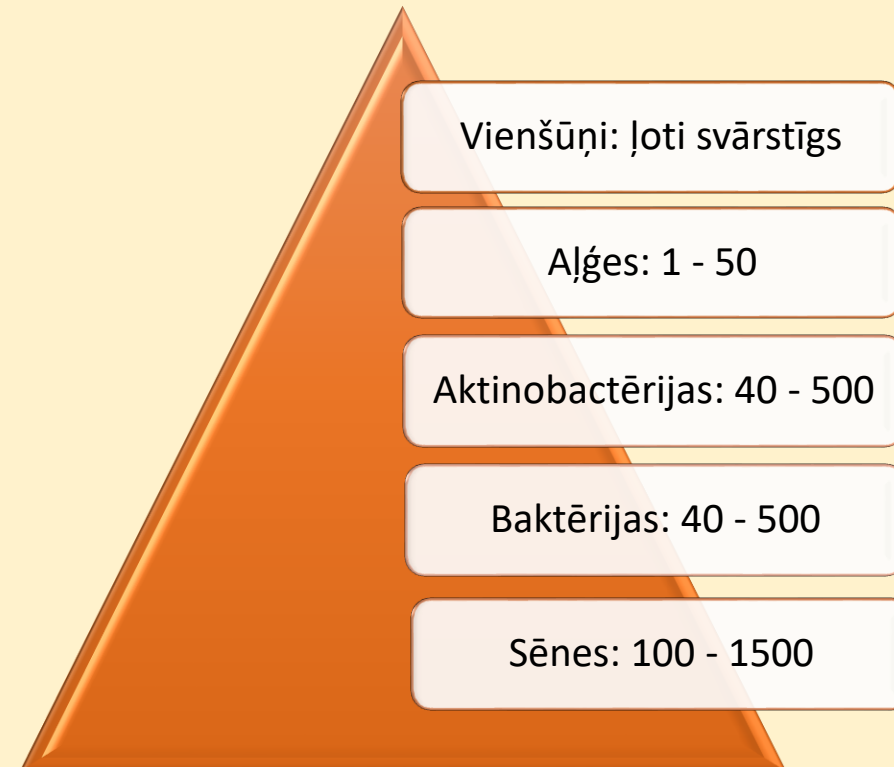 Vienšūņi: ļoti svārstīgs
Aļģes: 1 - 50
Aktinobactērijas: 40 - 500
Baktērijas: 40 - 500
Sēnes: 100 - 1500